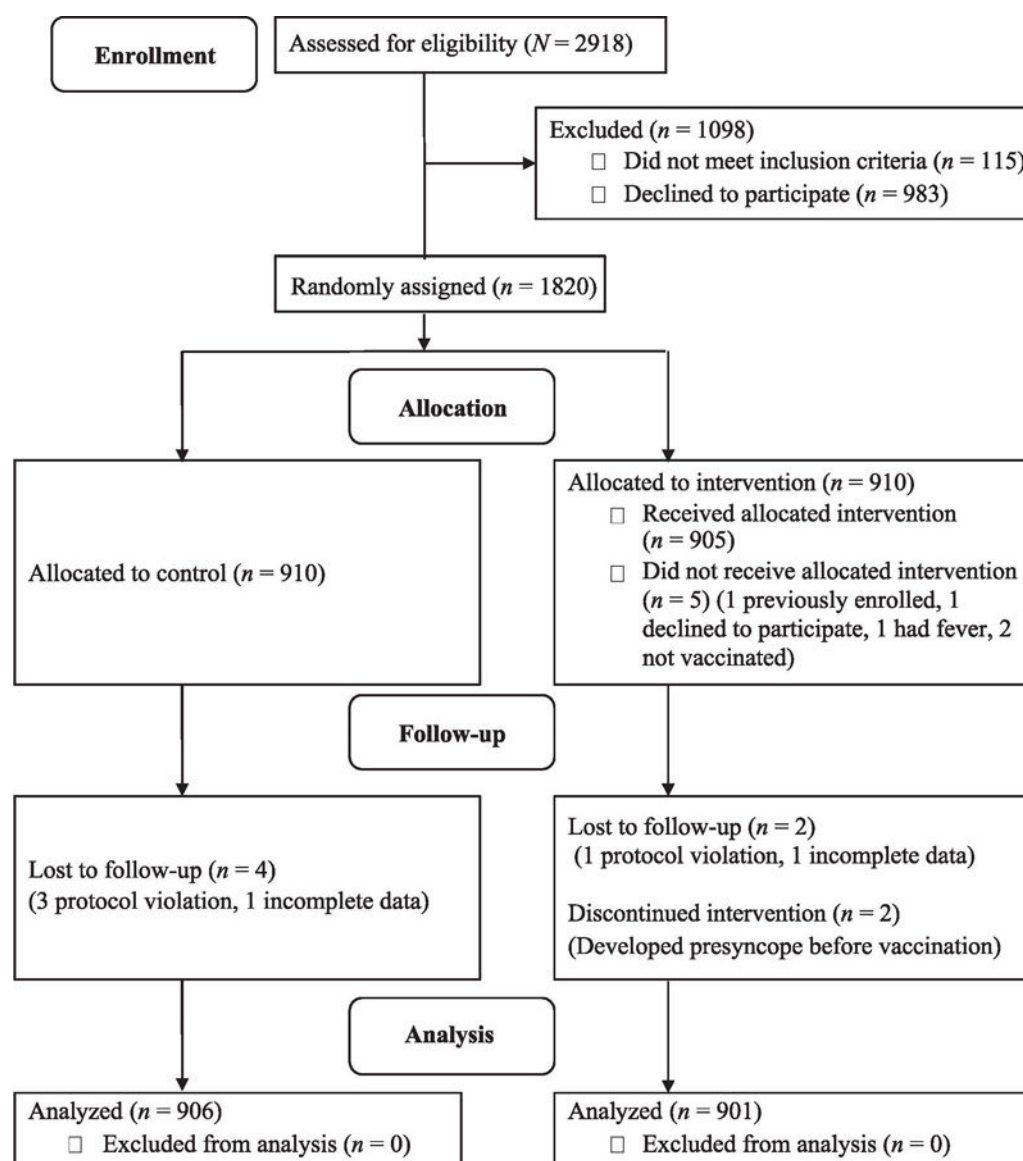 Enrollment
Assessed for eligibility (N = 2918)
Excluded (n = 1098)
□ Did not meet inclusion criteria (n = 115)
□ Declined to participate (n = 983)
Randomly assigned (n = 1820)
Allocation
Allocated to control (n = 910)
Allocated to intervention (n = 910)
□ Received allocated intervention
(n = 905)
□ Did not receive allocated intervention
(n = 5) (1 previously enrolled, 1
declined to participate, 1 had fever, 2
not vaccinated)
Follow-up
Lost to follow-up (n = 4)
(3 protocol violation, 1 incomplete data)
Lost to follow-up (n = 2)
(1 protocol violation, 1 incomplete data)
Discontinued intervention (n = 2)
(Developed presyncope before vaccination)
Analysis
Analyzed (n = 906)
□ Excluded from analysis (n = 0)
Analyzed (n = 901)
□ Excluded from analysis (n = 0)